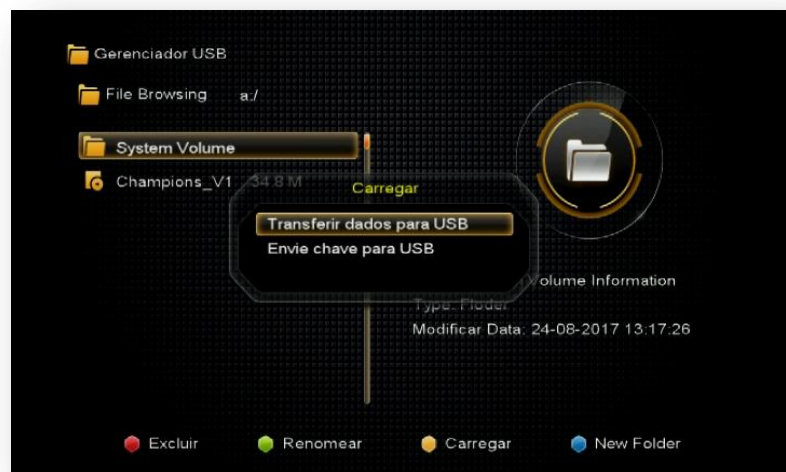 Gerenciador USB
File Browsing a:/
System Volume
Champions_V1 34.8 M
Carregar
Transferir dados para USB
Envie chave para USB
Volume Information
Type: Floder
Modificar Data: 24-08-2017 13:17:26
Excluir Renomear Carregar New Folder